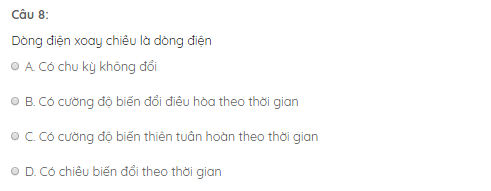 Câu 8:
Dòng điện xoay chiều là dòng điện
A. Có chu kỳ không đổi
B. Có cường độ biến đổi điều hòa theo thời gian
C. Có cường độ biến thiên tuần hoàn theo thời gian
D. Có chiều biến đổi theo thời gian